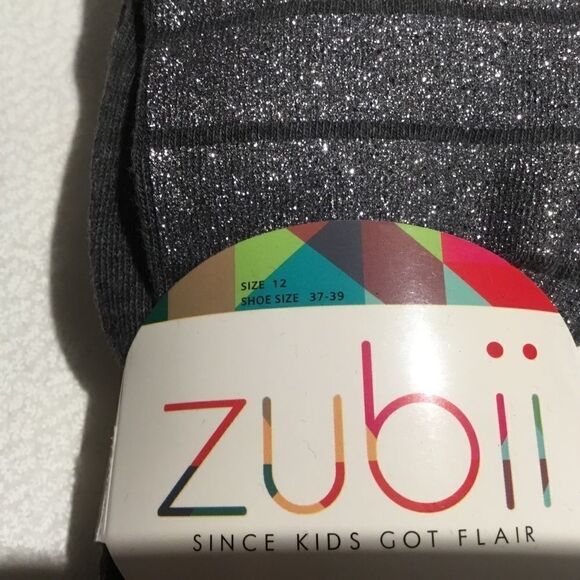 SIZE 12
SHOE SIZE 37-39
zubii
SINCE KIDS GOT FLAIR